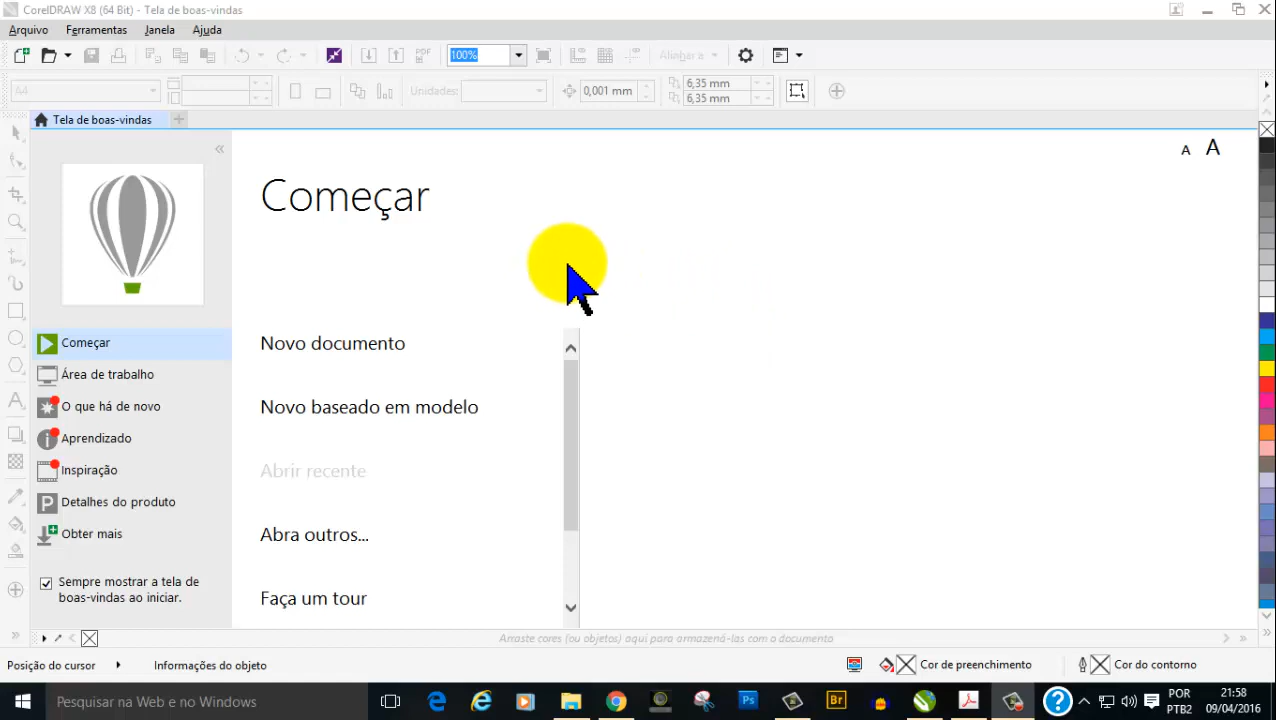 CorelDRAW X8 (64 Bit) - Tela de boas-vindas
Arquivo Ferramentas Janela Ajuda
PDF 100% Alinhar a
A4 Unidades: 0,001 mm 6,35 mm
6,35 mm
Tela de boas-vindas
A A
Começar
Começar
Área de trabalho
O que há de novo
Aprendizado
Inspiração
Detalhes do produto
Obter mais
Sempre mostrar a tela de
boas-vindas ao iniciar.
Novo documento
Novo baseado em modelo
Abrir recente
Abra outros...
Faça um tour
Arraste cores (ou objetos) aqui para armazená-las com o documento
Posição do cursor Informações do objeto Cor de preenchimento Cor do contorno
Pesquisar na Web e no Windows Ps Br POR 21:58
PTB2 09/04/2016